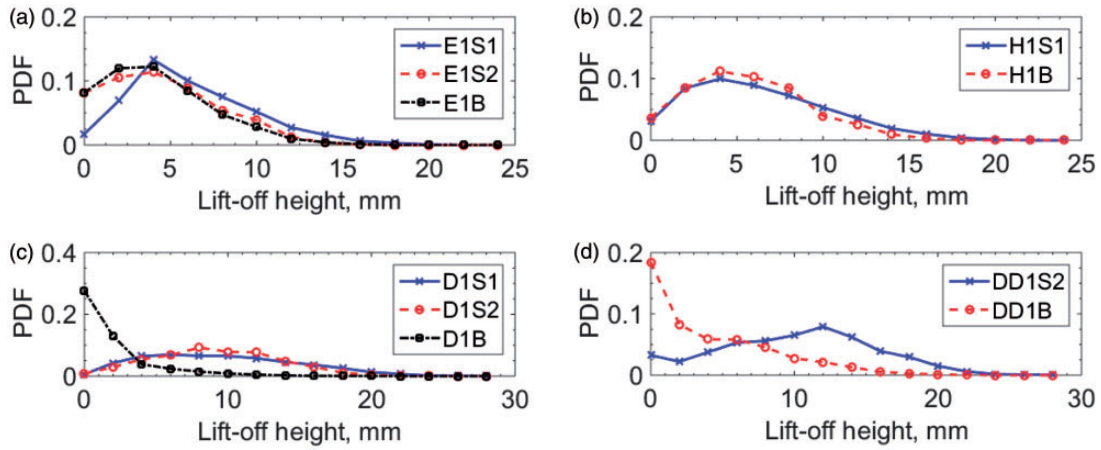 (a)
0.2
0.1
0
PDF
E1S1
E1S2
E1B
0 5 10 15 20 25
Lift-off height, mm
(b)
0.2
0.1
0
PDF
H1S1
H1B
0 5 10 15 20 25
Lift-off height, mm
(c)
0.4
0.2
0
PDF
D1S1
D1S2
D1B
0 10 20 30
Lift-off height, mm
(d)
0.2
0.1
0
PDF
DD1S2
DD1B
0 10 20 30
Lift-off height, mm